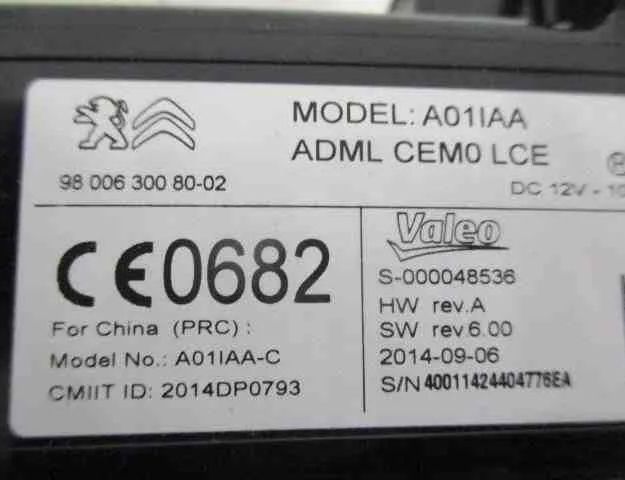 MODEL: A01IAA
ADML CEM0 LCE
98 006 300 80-02
DC 12V - 10
CE0682
For China (PRC) :
Model No.: A01IAA-C
CMIIT ID: 2014DP0793
Valeo
S-000048536
HW rev.A
SW rev 6.00
2014-09-06
S/N 40011424404776EA